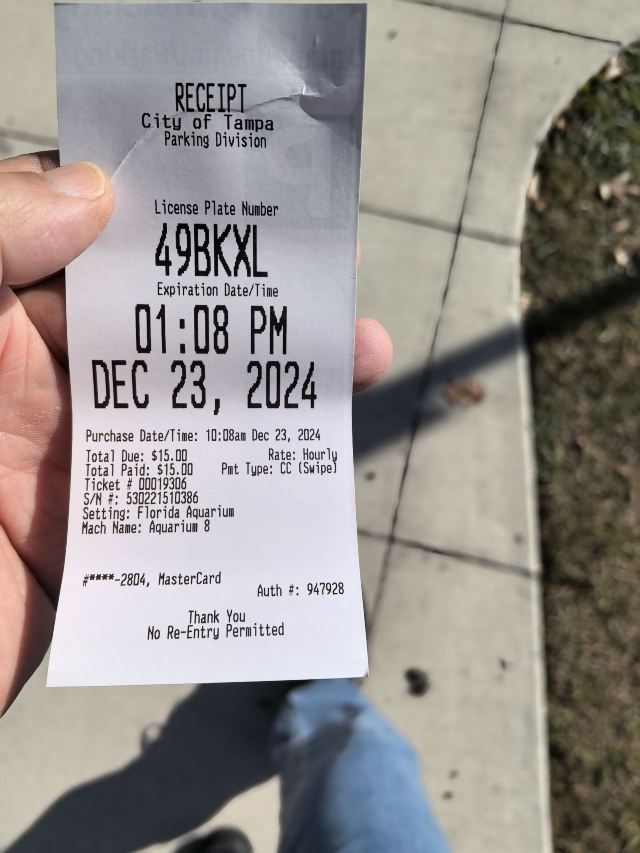 RECEIPT
City of Tampa
Parking Division
License Plate Number
49BKXL
Expiration Date/Time
01:08 PM
DEC 23, 2024
Purchase Date/Time: 10:08am Dec 23, 2024
Total Due: $15.00 Rate: Hourly
Total Paid: $15.00 Pmt Type: CC (Swipe)
Ticket # 00019306
S/N #: 530221510386
Setting: Florida Aquarium
Mach Name: Aquarium 8
#****-2804, MasterCard
Auth #: 947928
Thank You
No Re-Entry Permitted